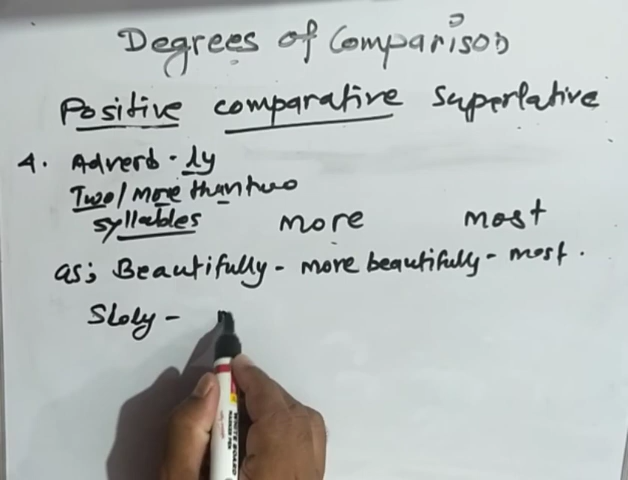 Degrees of Comparison
Positive comparative Superlative
4. Adverb - ly
Two/more than two
syllables more most
as; Beautifully - more beautifully - most.
Sloly -